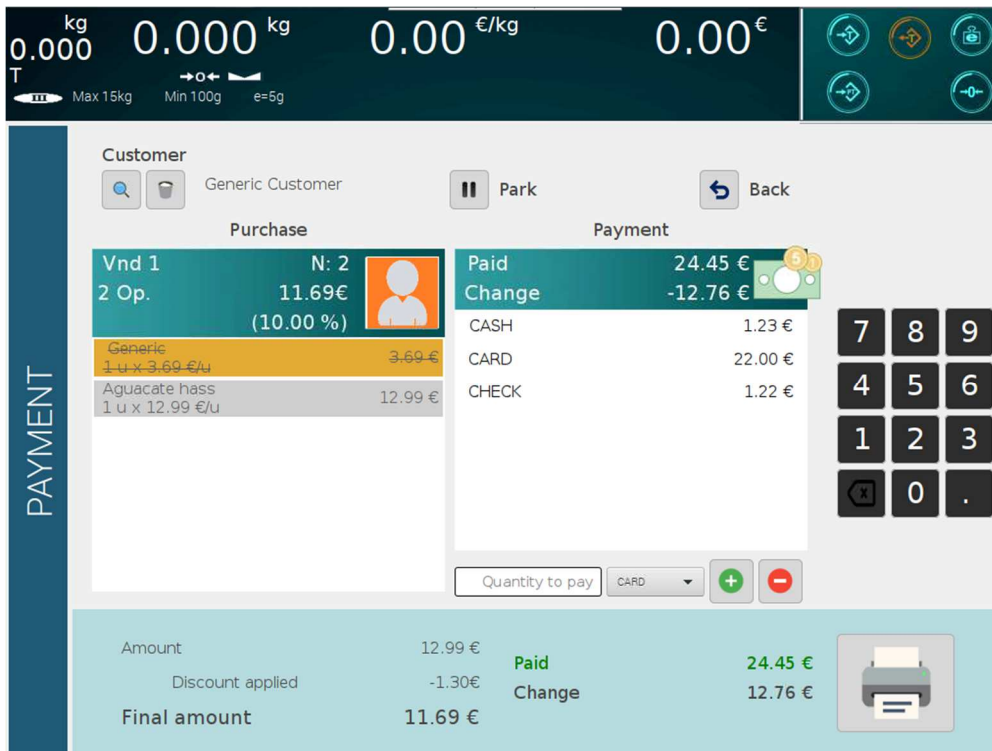 kg
0.000
T
0.000 kg
0.00 €/kg
0.00€
→0←
Max 15kg Min 100g e=5g
→T←
→T←
e
→PT←
→0←
PAYMENT
Customer
Generic Customer
Park
Back
Purchase
Payment
Vnd 1 N: 2
2 Op. 11.69€
(10.00 %)
Generic 3.69 €
1 u x 3.69 €/u
Aguacate hass 12.99 €
1 u x 12.99 €/u
Paid 24.45 €
Change -12.76 €
5
CASH 1.23 €
CARD 22.00 €
CHECK 1.22 €
7 8 9
4 5 6
1 2 3
x 0 .
Quantity to pay CARD
Amount 12.99 €
Discount applied -1.30€
Final amount 11.69 €
Paid 24.45 €
Change 12.76 €